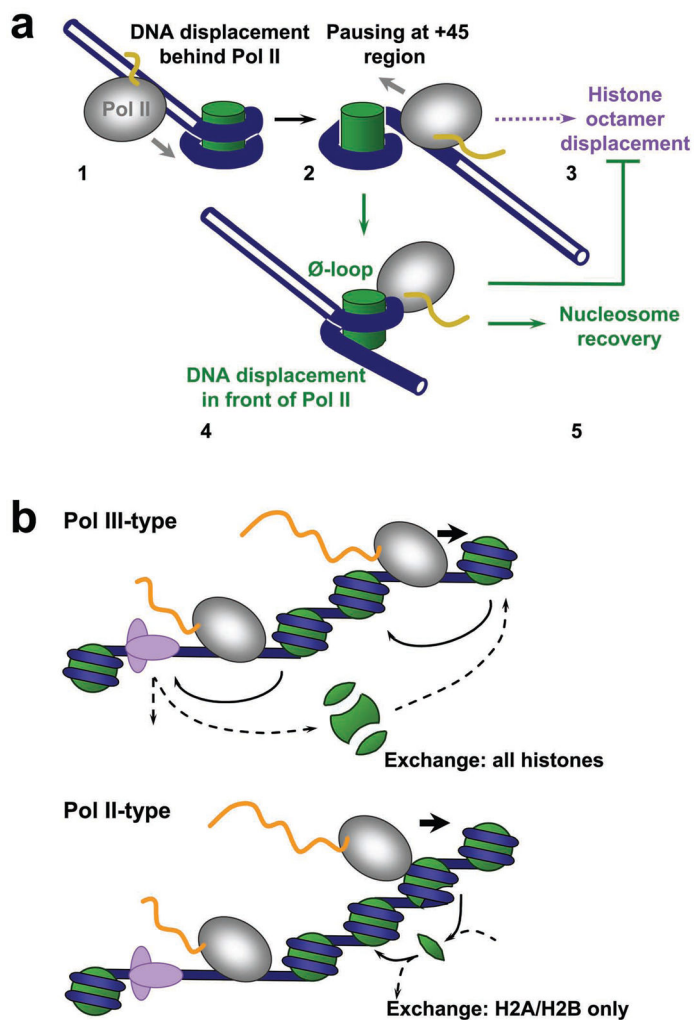 a
DNA displacement
behind Pol II
Pausing at +45
region
Pol II
Histone
octamer
displacement
1
2
3
Ø-loop
Nucleosome
recovery
DNA displacement
in front of Pol II
4
5
b
Pol III-type
Exchange: all histones
Pol II-type
Exchange: H2A/H2B only